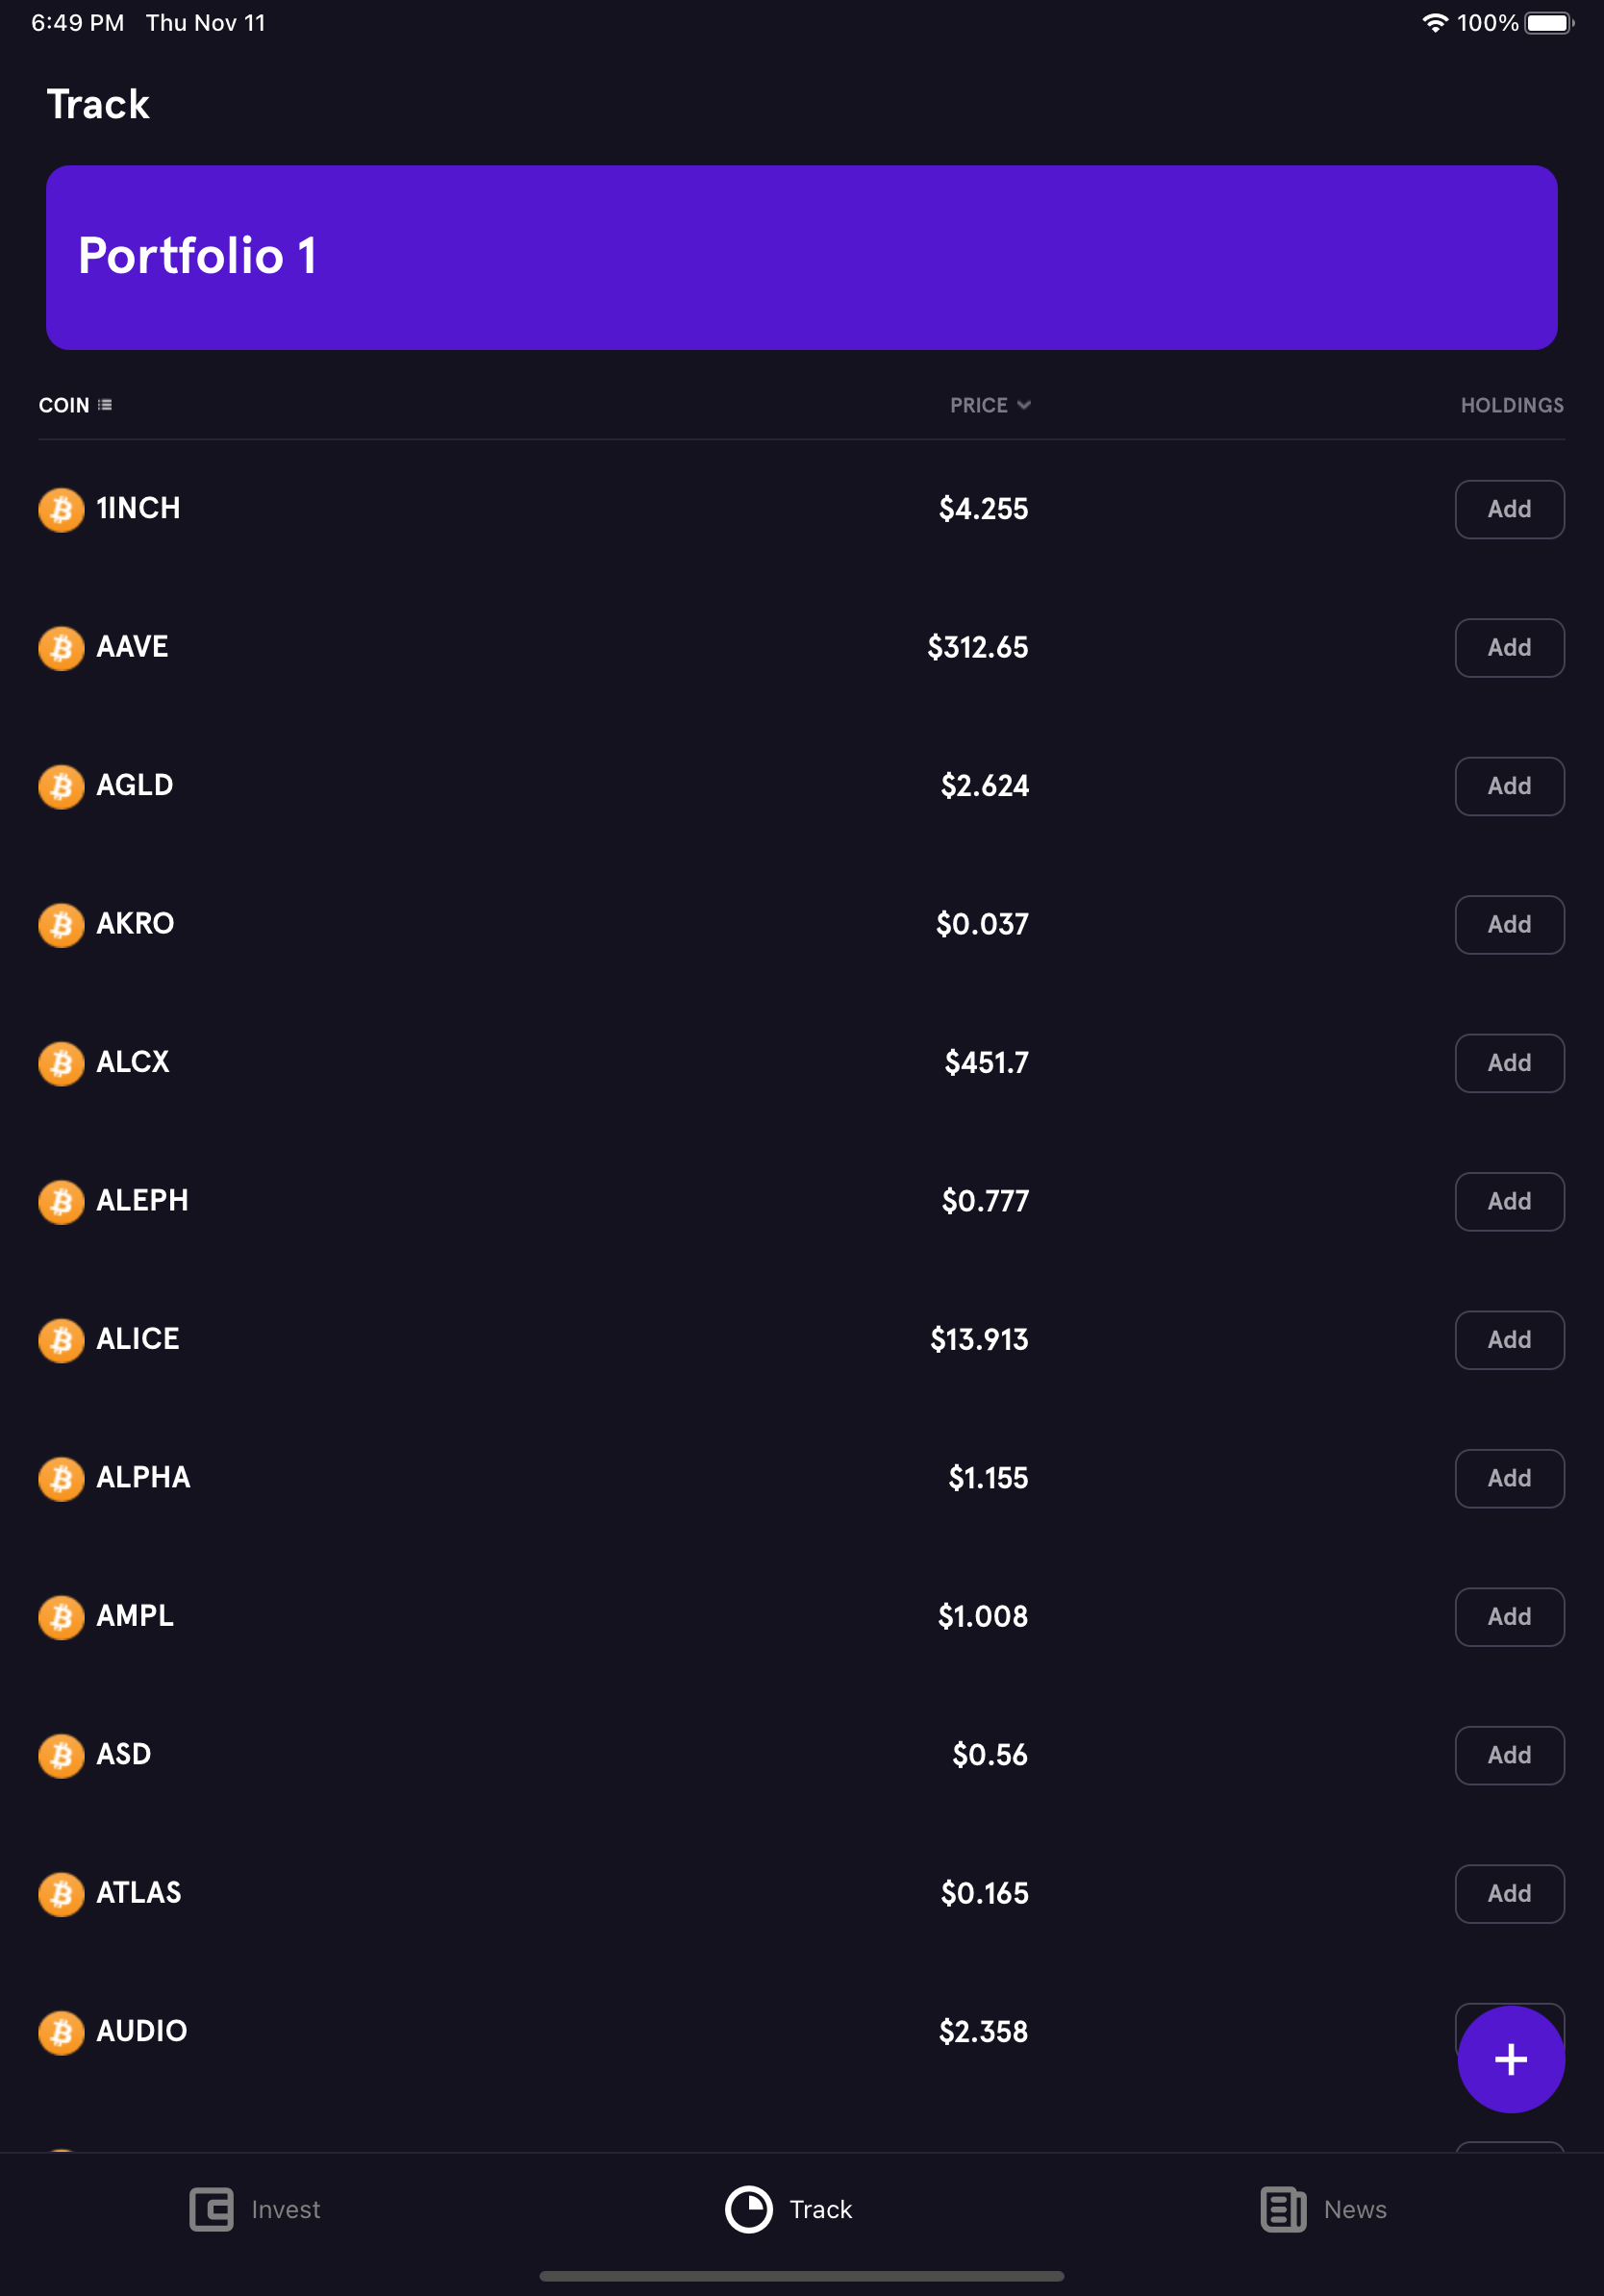 6:49 PM Thu Nov 11 100%
Track
Portfolio 1
COIN PRICE HOLDINGS
1INCH $4.255 Add
AAVE $312.65 Add
AGLD $2.624 Add
AKRO $0.037 Add
ALCX $451.7 Add
ALEPH $0.777 Add
ALICE $13.913 Add
ALPHA $1.155 Add
AMPL $1.008 Add
ASD $0.56 Add
ATLAS $0.165 Add
AUDIO $2.358
+
Invest Track News